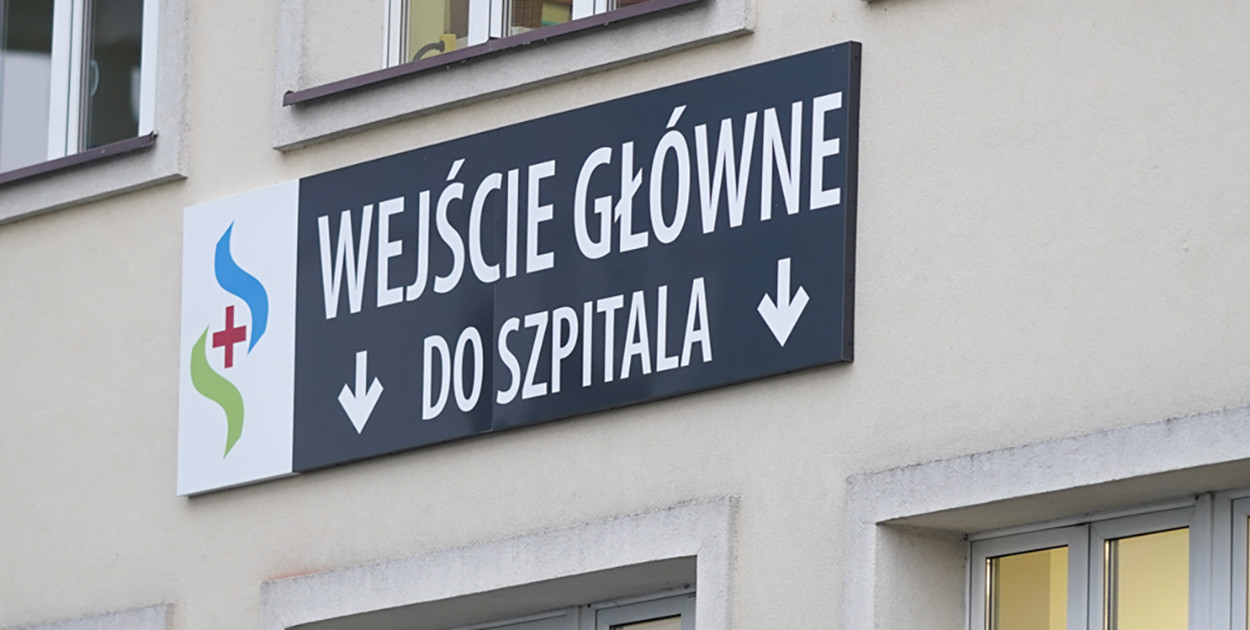 WEJŚCIE GŁÓWNE
DO SZPITALA